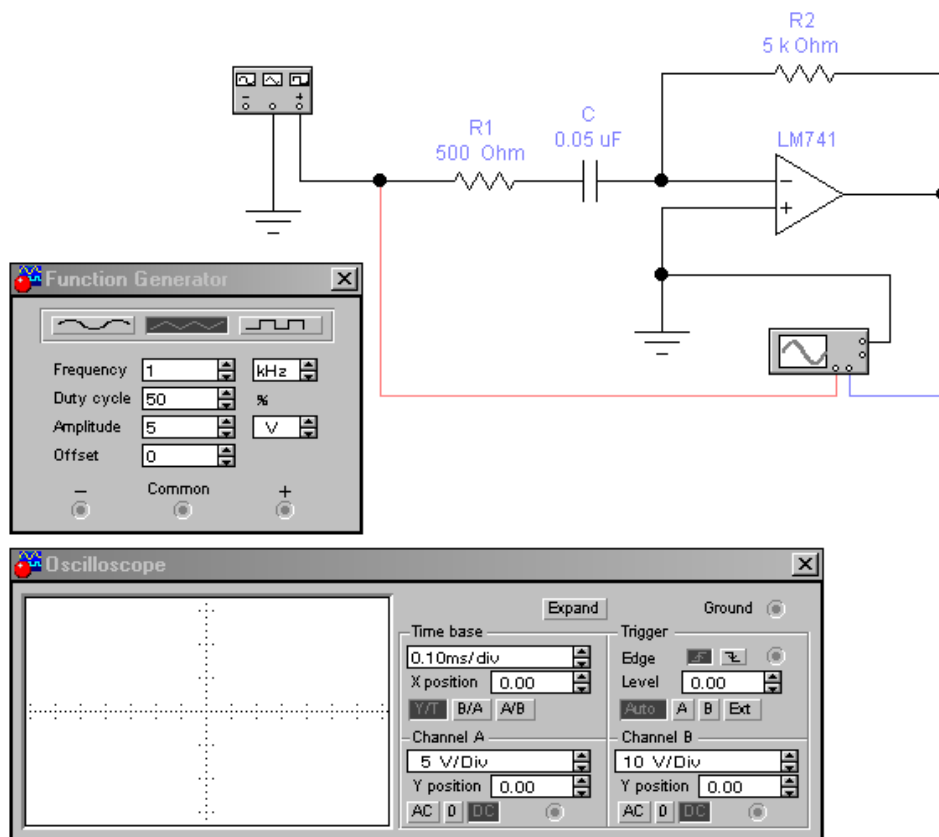 R2
5 k Ohm
R1
500 Ohm
C
0.05 uF
LM741
Function Generator
Frequency 1 kHz
Duty cycle 50 %
Amplitude 5 V
Offset 0
− Common +
Oscilloscope
Expand Ground
Time base
0.10ms/div
X position 0.00
Y/T B/A A/B
Trigger
Edge
Level 0.00
Auto A B Ext
Channel A
5 V/Div
Y position 0.00
AC 0 DC
Channel B
10 V/Div
Y position 0.00
AC 0 DC